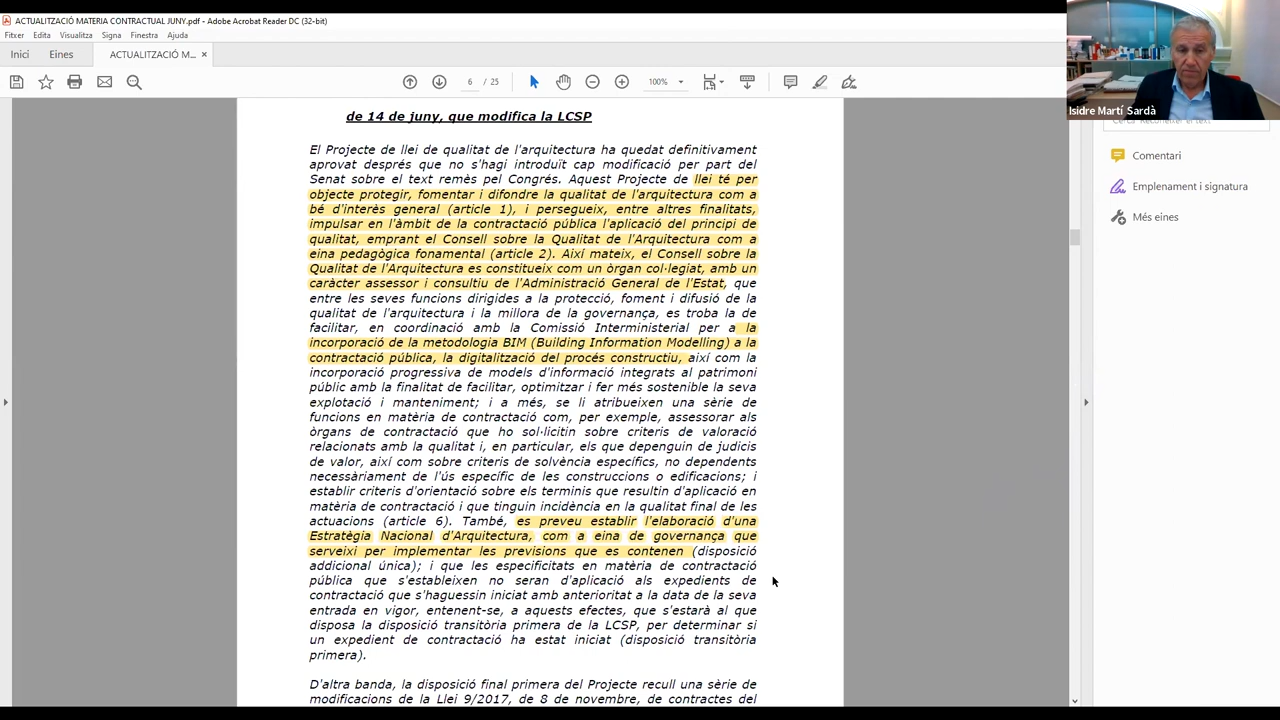 ACTUALITZACIÓ MATERIA CONTRACTUAL JUNY.pdf - Adobe Acrobat Reader DC (32-bit)
Fitxer Edita Visualitza Signa Finestra Ajuda
Inici Eines ACTUALITZACIÓ M... ×
6 / 25 100%
Isidre Martí Sardà
Comentari
Emplenament i signatura
Més eines
de 14 de juny, que modifica la LCSP
El Projecte de llei de qualitat de l'arquitectura ha quedat definitivament
aprovat després que no s'hagi introduït cap modificació per part del
Senat sobre el text remès pel Congrés. Aquest Projecte de llei té per
objecte protegir, fomentar i difondre la qualitat de l'arquitectura com a
bé d'interès general (article 1), i persegueix, entre altres finalitats,
impulsar en l'àmbit de la contractació pública l'aplicació del principi de
qualitat, emprant el Consell sobre la Qualitat de l'Arquitectura com a
eina pedagògica fonamental (article 2). Així mateix, el Consell sobre la
Qualitat de l'Arquitectura es constitueix com un òrgan col·legiat, amb un
caràcter assessor i consultiu de l'Administració General de l'Estat, que
entre les seves funcions dirigides a la protecció, foment i difusió de la
qualitat de l'arquitectura i la millora de la governança, es troba la de
facilitar, en coordinació amb la Comissió Interministerial per a la
incorporació de la metodologia BIM (Building Information Modelling) a la
contractació pública, la digitalització del procés constructiu, així com la
incorporació progressiva de models d'informació integrats al patrimoni
públic amb la finalitat de facilitar, optimitzar i fer més sostenible la seva
explotació i manteniment; i a més, se li atribueixen una sèrie de
funcions en matèria de contractació com, per exemple, assessorar als
òrgans de contractació que ho sol·licitin sobre criteris de valoració
relacionats amb la qualitat i, en particular, els que depenguin de judicis
de valor, així com sobre criteris de solvència específics, no dependents
necessàriament de l'ús específic de les construccions o edificacions; i
establir criteris d'orientació sobre els terminis que resultin d'aplicació en
matèria de contractació i que tinguin incidència en la qualitat final de les
actuacions (article 6). També, es preveu establir l'elaboració d'una
Estratègia Nacional d'Arquitectura, com a eina de governança que
serveixi per implementar les previsions que es contenen (disposició
addicional única); i que les especificitats en matèria de contractació
pública que s'estableixen no seran d'aplicació als expedients de
contractació que s'haguessin iniciat amb anterioritat a la data de la seva
entrada en vigor, entenent-se, a aquests efectes, que s'estarà al que
disposa la disposició transitòria primera de la LCSP, per determinar si
un expedient de contractació ha estat iniciat (disposició transitòria
primera).
D'altra banda, la disposició final primera del Projecte recull una sèrie de
modificacions de la Llei 9/2017, de 8 de novembre, de contractes del